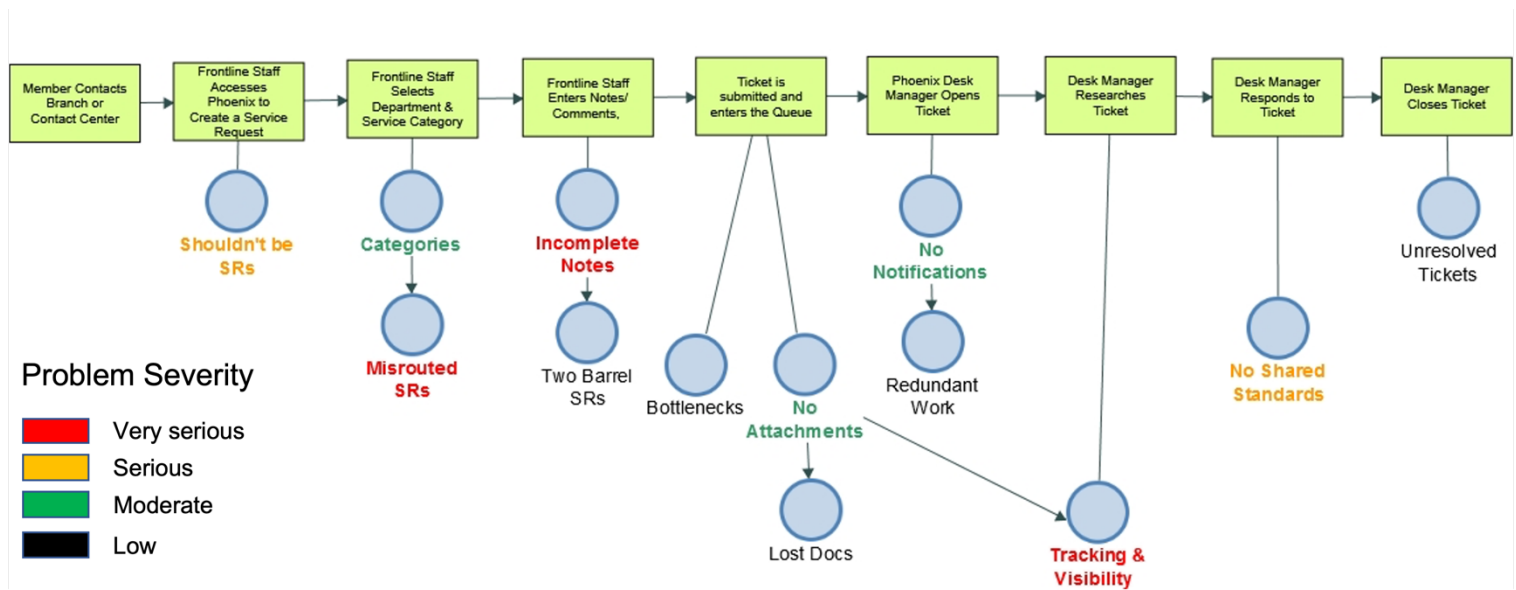 Member Contacts
Branch or
Contact Center
Frontline Staff
Accesses
Phoenix to
Create a Service
Request
Frontline Staff
Selects
Department &
Service Category
Frontline Staff
Enters Notes/
Comments,
Ticket is
submitted and
enters the Queue
Phoenix Desk
Manager Opens
Ticket
Desk Manager
Researches
Ticket
Desk Manager
Responds to
Ticket
Desk Manager
Closes Ticket
Shouldn't be
SRs
Categories
Misrouted
SRs
Incomplete
Notes
Two Barrel
SRs
Bottlenecks
No
Attachments
Lost Docs
No
Notifications
Redundant
Work
Tracking &
Visibility
No Shared
Standards
Unresolved
Tickets
Problem Severity
Very serious
Serious
Moderate
Low